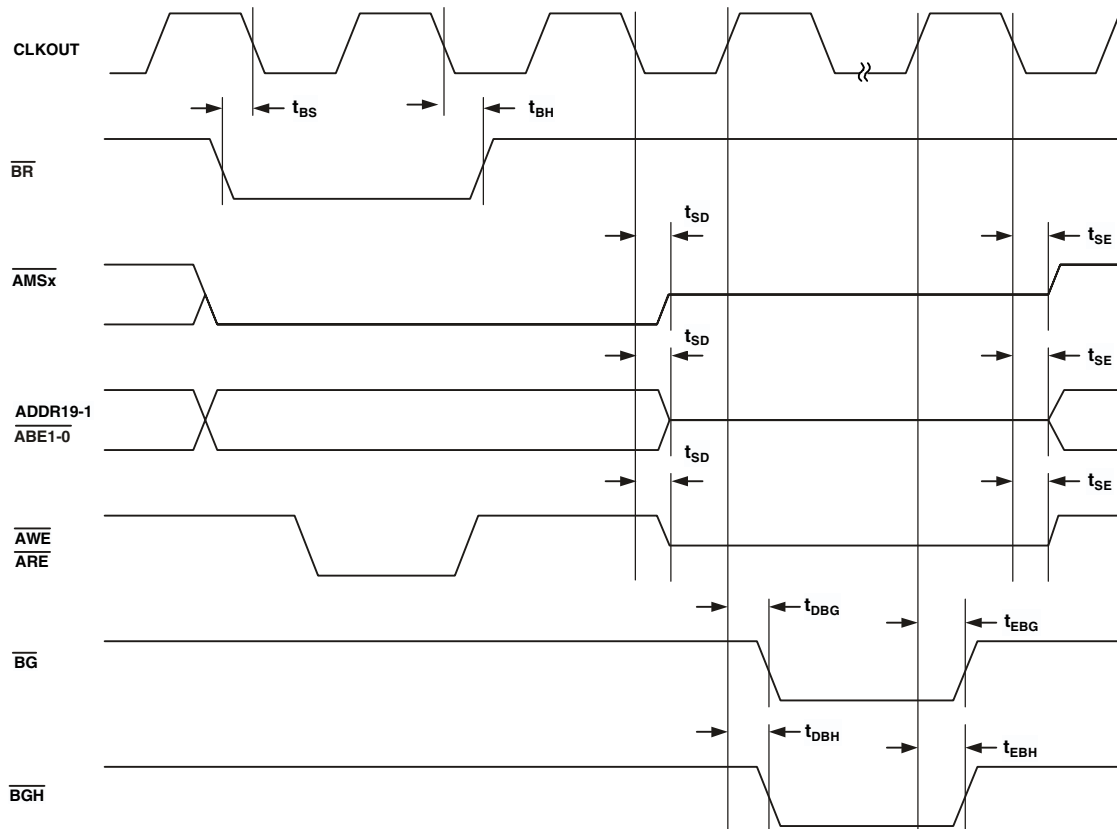 CLKOUT
tBS
tBH
BR
tSD
tSE
AMSx
tSD
tSE
ADDR19-1
ABE1-0
tSD
tSE
AWE
ARE
tDBG
tEBG
BG
tDBH
tEBH
BGH